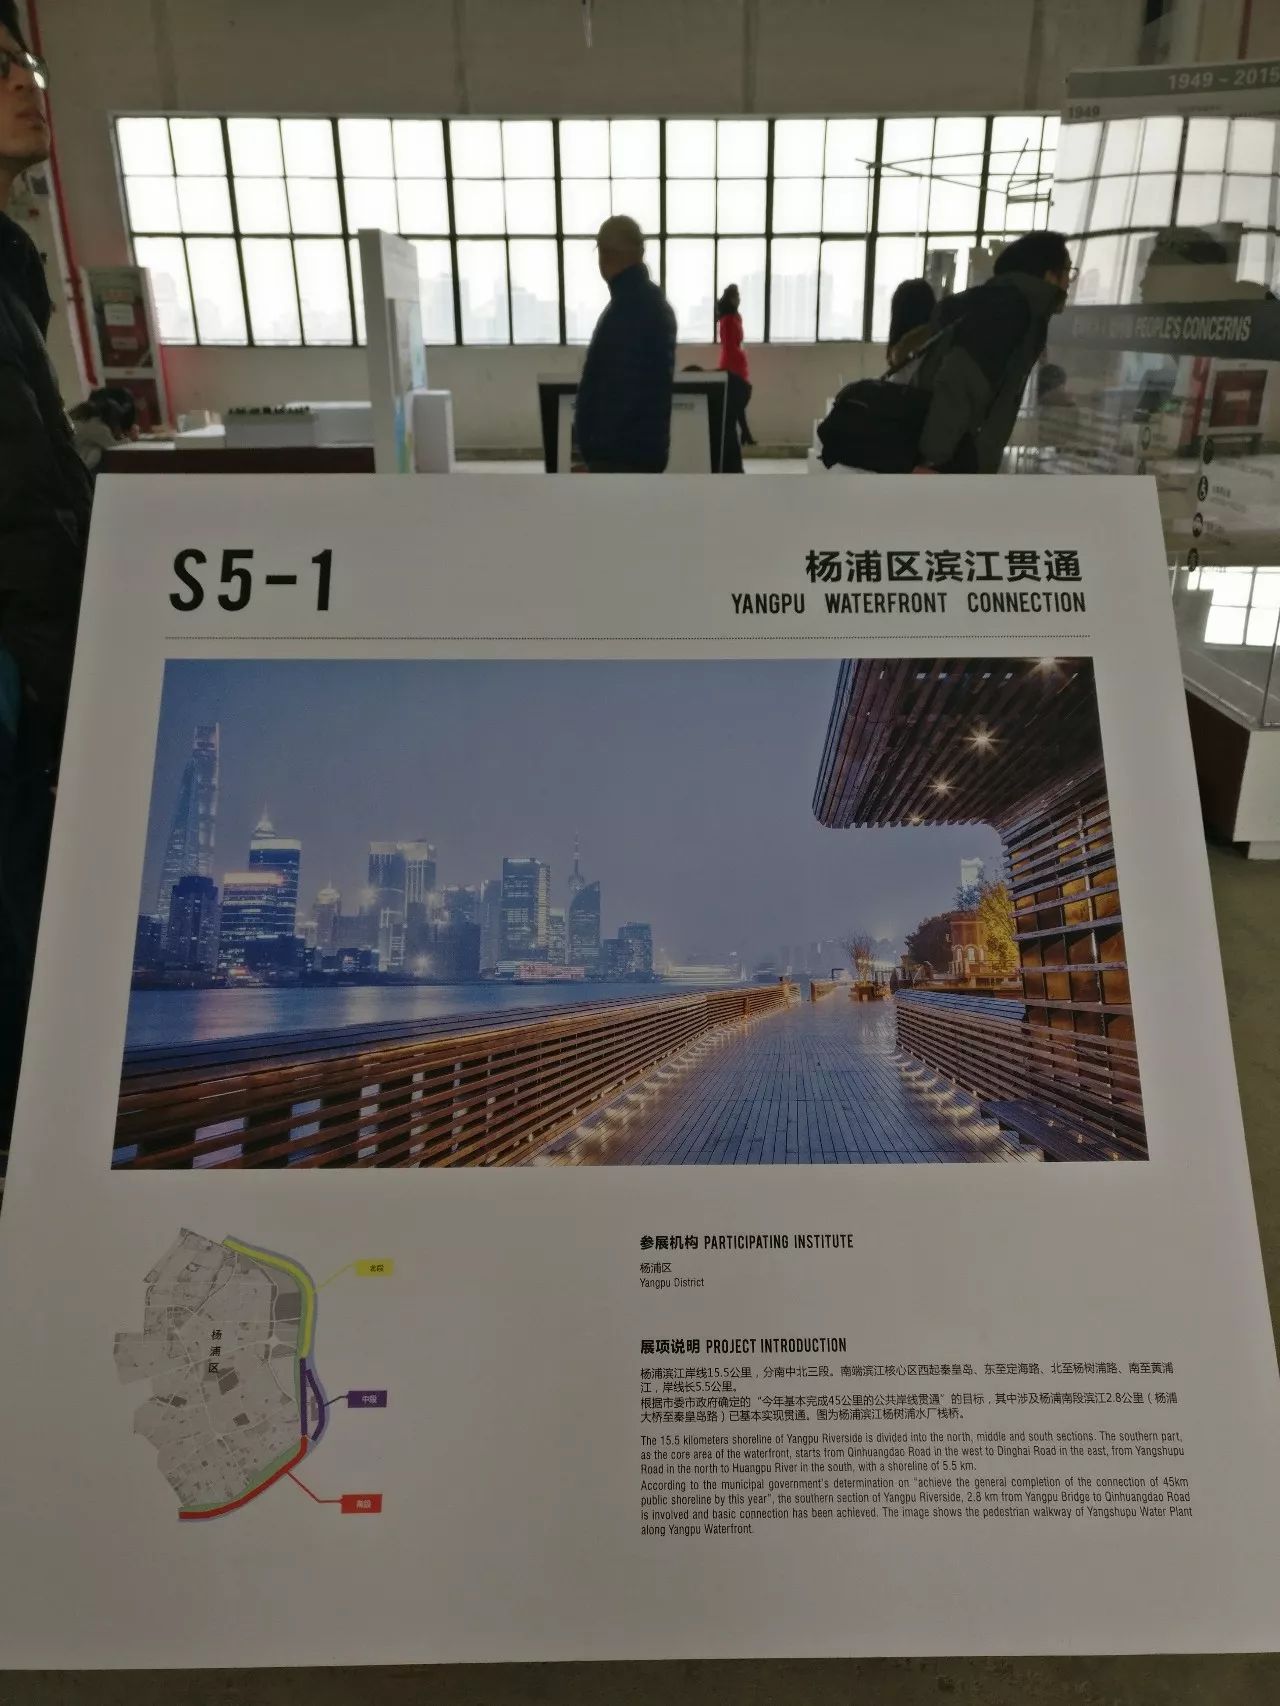 1949 - 2015
1949
PEOPLE'S CONCERNS
S5-1
杨浦区滨江贯通
YANGPU WATERFRONT CONNECTION
北段
杨浦区
中段
南段
参展机构 PARTICIPATING INSTITUTE
杨浦区
Yangpu District
展项说明 PROJECT INTRODUCTION
杨浦滨江岸线15.5公里，分南中北三段。南端滨江核心区西起秦皇岛、东至定海路、北至杨树浦路、南至黄浦
江，岸线长5.5公里。
根据市委市政府确定的“今年基本完成45公里的公共岸线贯通”的目标，其中涉及杨浦南段滨江2.8公里（杨浦
大桥至秦皇岛路）已基本实现贯通。图为杨浦滨江杨树浦水厂栈桥。
The 15.5 kilometers shoreline of Yangpu Riverside is divided into the north, middle and south sections. The southern part,
as the core area of the waterfront, starts from Qinhuangdao Road in the west to Dinghai Road in the east, from Yangshupu
Road in the north to Huangpu River in the south, with a shoreline of 5.5 km.
According to the municipal government's determination on "achieve the general completion of the connection of 45km
public shoreline by this year", the southern section of Yangpu Riverside, 2.8 km from Yangpu Bridge to Qinhuangdao Road
is involved and basic connection has been achieved. The image shows the pedestrian walkway of Yangshupu Water Plant
along Yangpu Waterfront.